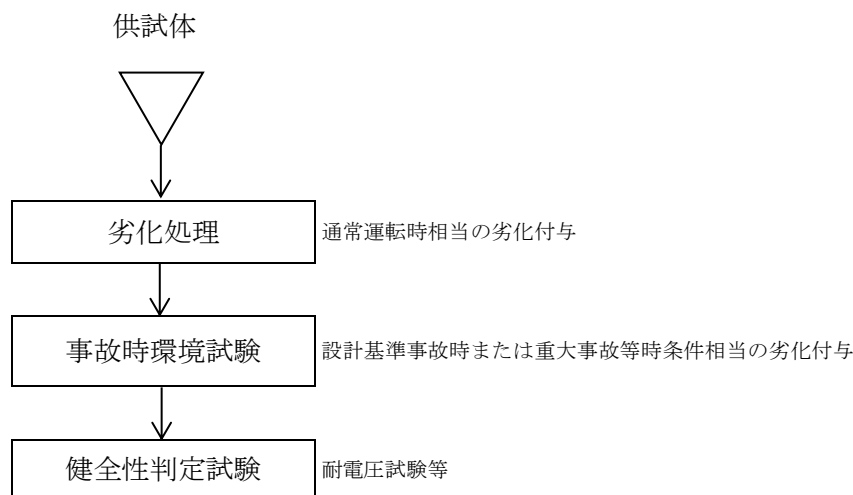 供試体
劣化処理
通常運転時相当の劣化付与
事故時環境試験
設計基準事故時または重大事故等時条件相当の劣化付与
健全性判定試験
耐電圧試験等